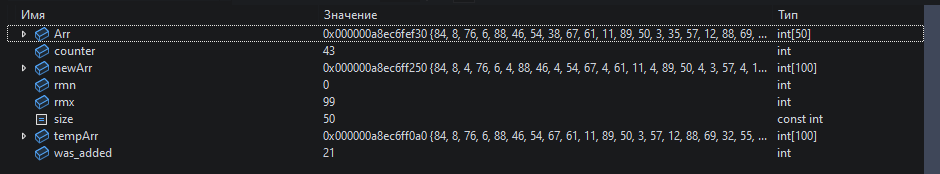 Имя Значение Тип
Arr 0x000000a8ec6fef30 {84, 8, 76, 6, 88, 46, 54, 38, 67, 61, 11, 89, 50, 3, 35, 57, 12, 88, 69, ... int[50]
counter 43 int
newArr 0x000000a8ec6ff250 {84, 8, 4, 76, 6, 4, 88, 46, 4, 54, 67, 4, 61, 11, 4, 89, 50, 4, 3, 57, 4, 1... int[100]
rmn 0 int
rmx 99 int
size 50 const int
tempArr 0x000000a8ec6ff0a0 {84, 8, 76, 6, 88, 46, 54, 67, 61, 11, 89, 50, 3, 57, 12, 88, 69, 32, 55, ... int[100]
was_added 21 int